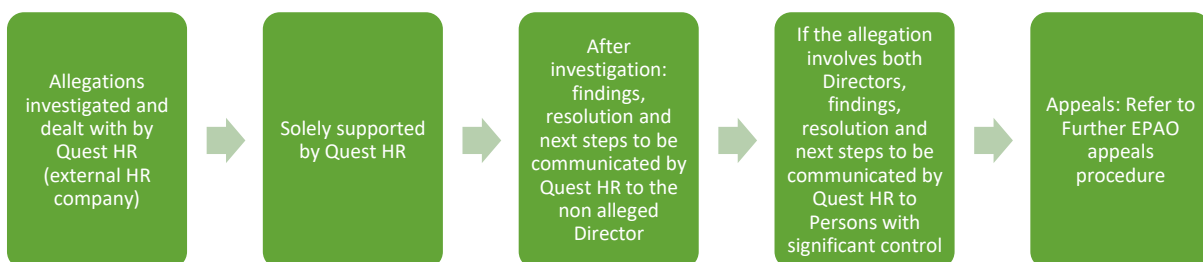 Allegations
investigated and
dealt with by
Quest HR
(external HR
company)
Solely supported
by Quest HR
After
investigation:
findings,
resolution and
next steps to be
communicated by
Quest HR to the
non alleged
Director
If the allegation
involves both
Directors,
findings,
resolution and
next steps to be
communicated by
Quest HR to
Persons with
significant control
Appeals: Refer to
Further EPAO
appeals
procedure